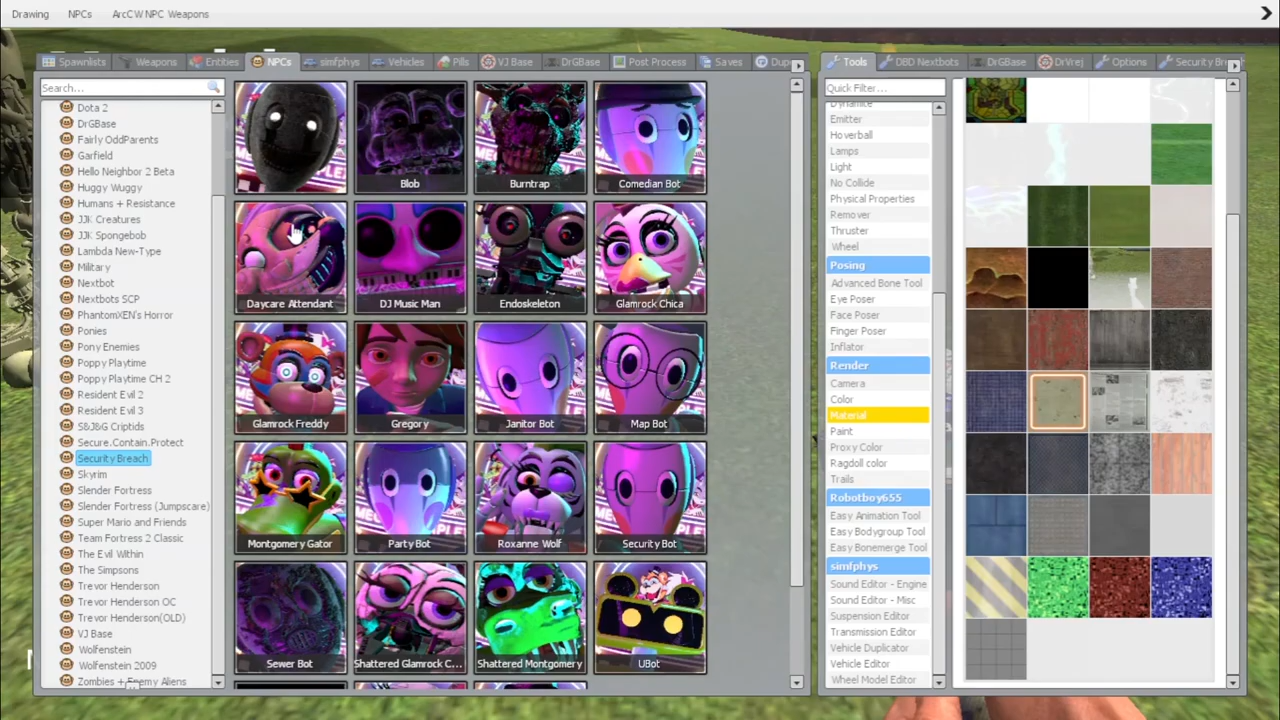 Drawing NPCs ArcCW NPC Weapons
Spawnlists Weapons Entities NPCs simfphys Vehicles Pills VJ Base DrGBase Post Process Saves Dup
Tools DBD Nextbots DrGBase DrVrej Options Security Br
Search...
Dota 2
DrGBase
Fairly OddParents
Garfield
Hello Neighbor 2 Beta
Huggy Wuggy
Humans + Resistance
JJK Creatures
JJK Spongebob
Lambda New-Type
Military
Nextbot
Nextbots SCP
PhantomXEN's Horror
Ponies
Pony Enemies
Poppy Playtime
Poppy Playtime CH 2
Resident Evil 2
Resident Evil 3
S&J&G Criptids
Secure.Contain.Protect
Security Breach
Skyrim
Slender Fortress
Slender Fortress (Jumpscare)
Super Mario and Friends
Team Fortress 2 Classic
The Evil Within
The Simpsons
Trevor Henderson
Trevor Henderson OC
Trevor Henderson(OLD)
VJ Base
Wolfenstein
Wolfenstein 2009
Zombies + Enemy Aliens
Blob
Burntrap
Comedian Bot
Daycare Attendant
DJ Music Man
Endoskeleton
Glamrock Chica
Glamrock Freddy
Gregory
Janitor Bot
Map Bot
Montgomery Gator
Party Bot
Roxanne Wolf
Security Bot
Sewer Bot
Shattered Glamrock C...
Shattered Montgomery
UBot
Quick Filter...
Dynamite
Emitter
Hoverball
Lamps
Light
No Collide
Physical Properties
Remover
Thruster
Wheel
Posing
Advanced Bone Tool
Eye Poser
Face Poser
Finger Poser
Inflator
Render
Camera
Color
Material
Paint
Proxy Color
Ragdoll color
Trails
Robotboy655
Easy Animation Tool
Easy Bodygroup Tool
Easy Bonemerge Tool
simfphys
Sound Editor - Engine
Sound Editor - Misc
Suspension Editor
Transmission Editor
Vehicle Duplicator
Vehicle Editor
Wheel Model Editor